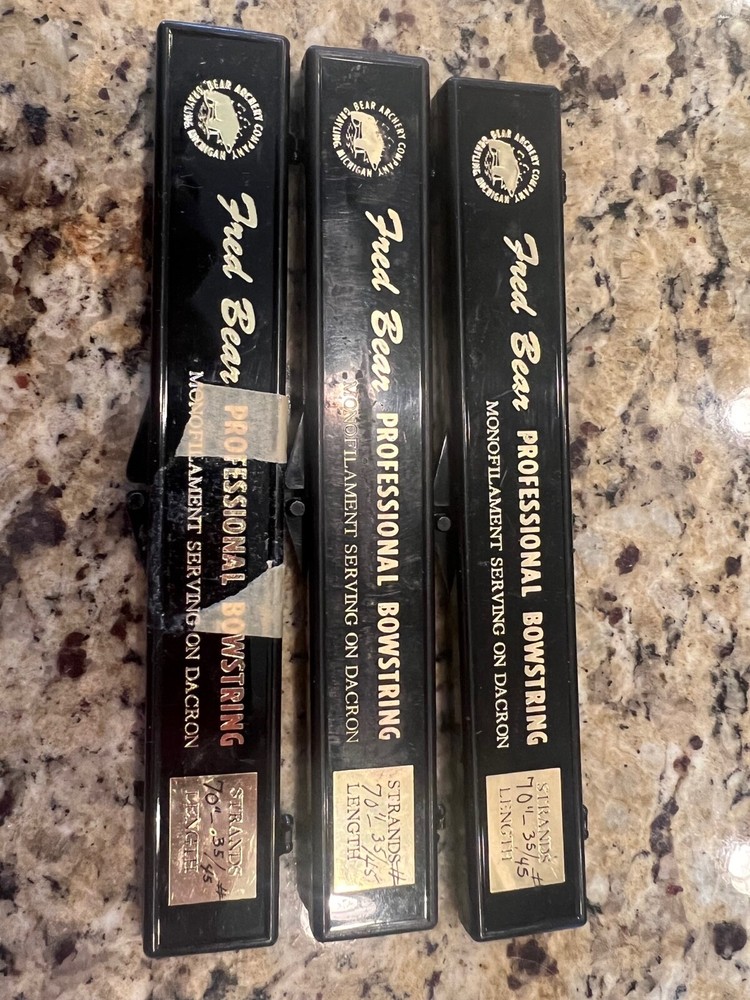 BEAR ARCHERY COMPANY
GRAYLING, MICHIGAN
Fred Bear PROFESSIONAL BOWSTRING
MONOFILAMENT SERVING ON DACRON
STRANDS
70" - 35/45 #
LENGTH
BEAR ARCHERY COMPANY
GRAYLING MICHIGAN
Fred Bear PROFESSIONAL BOWSTRING
MONOFILAMENT SERVING ON DACRON
STRANDS
70" - 35/45 #
LENGTH
BEAR ARCHERY COMPANY
GRAYLING MICHIGAN
Fred Bear PROFESSIONAL BOWSTRING
MONOFILAMENT SERVING ON DACRON
STRANDS
70" - 35/45 #
LENGTH